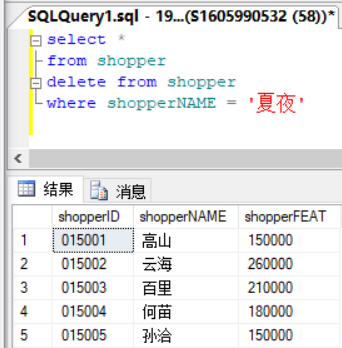 SQLQuery1.sql - 19...(S1605990532 (58))*
select *
from shopper
delete from shopper
where shopperNAME = '夏夜'
结果 消息
shopperID shopperNAME shopperFEAT
1 015001 高山 150000
2 015002 云海 260000
3 015003 百里 210000
4 015004 何苗 180000
5 015005 孙洽 150000